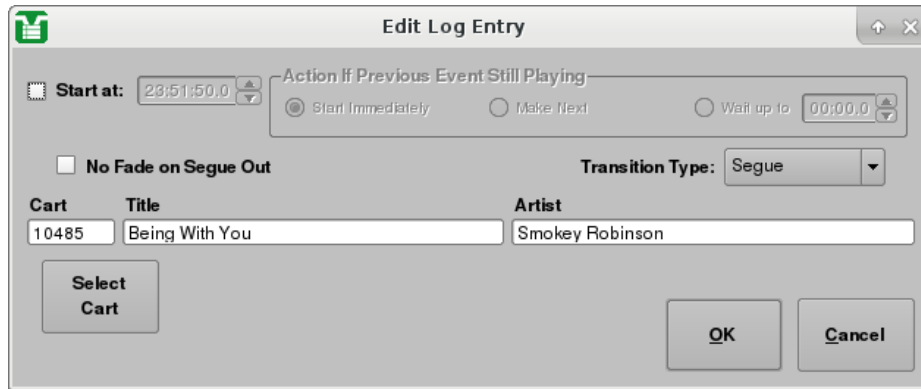 Edit Log Entry
Start at: 23:51:50.0
Action If Previous Event Still Playing
Start Immediately Make Next Wait up to 00:00.0
No Fade on Segue Out Transition Type: Segue
Cart Title Artist
10485 Being With You Smokey Robinson
Select
Cart
OK Cancel